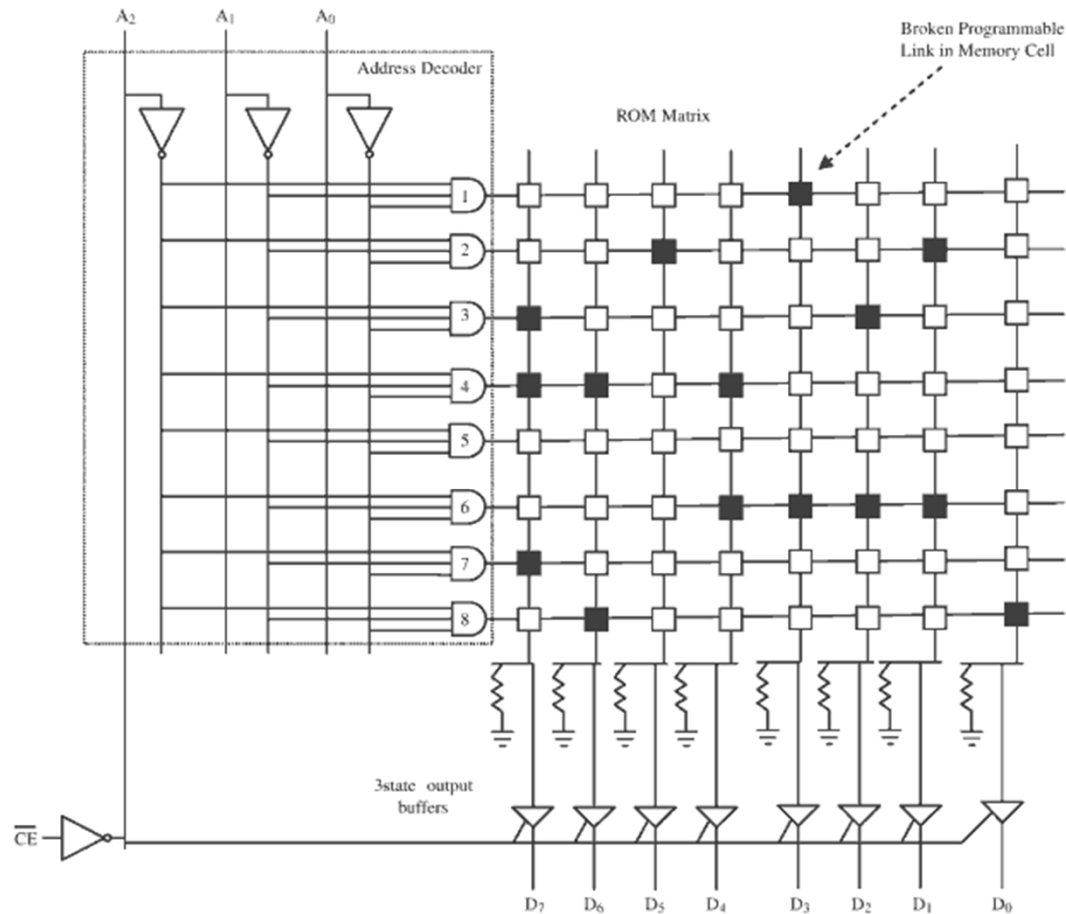 A2 A1 A0
Broken Programmable
Link in Memory Cell
Address Decoder
ROM Matrix
1
2
3
4
5
6
7
8
3state output
buffers
CE
D7 D6 D5 D4 D3 D2 D1 D0